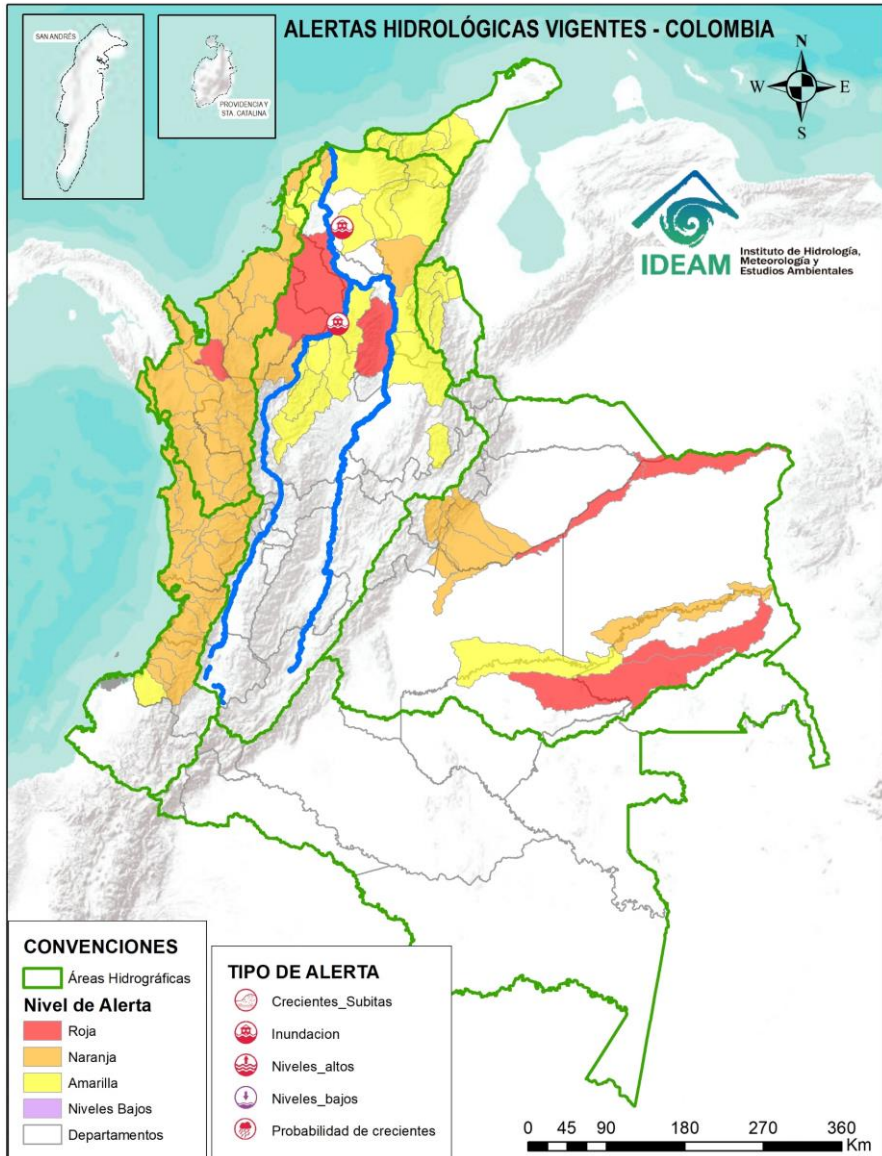 ALERTAS HIDROLÓGICAS VIGENTES - COLOMBIA
SAN ANDRÉS
PROVIDENCIA Y
STA. CATALINA
N
W E
S
IDEAM
Instituto de Hidrología,
Meteorología y
Estudios Ambientales
CONVENCIONES
Áreas Hidrográficas
Nivel de Alerta
Roja
Naranja
Amarilla
Niveles Bajos
Departamentos
TIPO DE ALERTA
Crecientes_Subitas
Inundacion
Niveles_altos
Niveles_bajos
Probabilidad de crecientes
0 45 90 180 270 360
Km